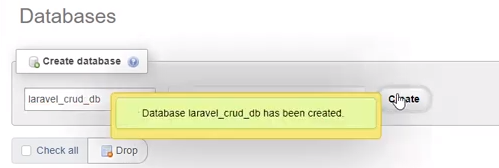 Databases
Create database
laravel_crud_db
Create
Database laravel_crud_db has been created.
Check all
Drop